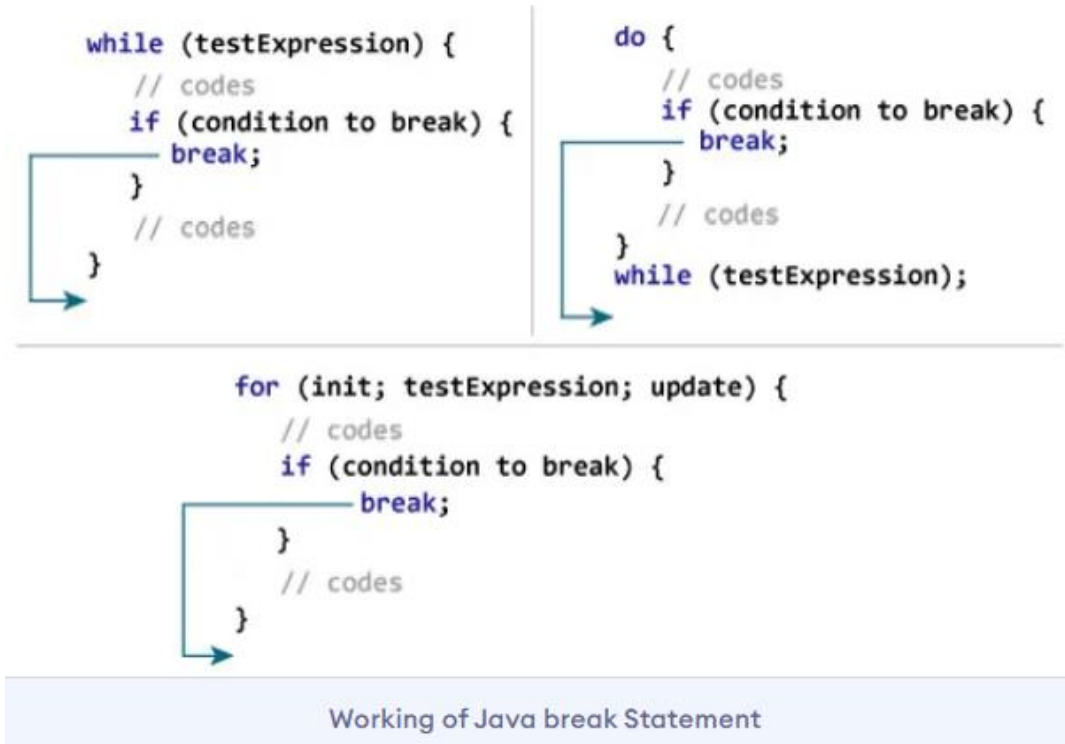 while (testExpression) {
// codes
if (condition to break) {
break;
}
// codes
}
do {
// codes
if (condition to break) {
break;
}
// codes
}
while (testExpression);
for (init; testExpression; update) {
// codes
if (condition to break) {
break;
}
// codes
}
Working of Java break Statement